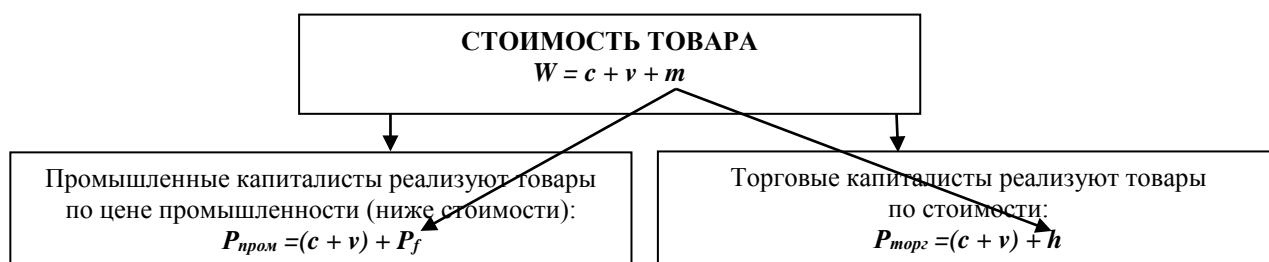 СТОИМОСТЬ ТОВАРА
W = c + v + m
Промышленные капиталисты реализуют товары
по цене промышленности (ниже стоимости):
Pпром =(c + v) + Pf
Торговые капиталисты реализуют товары
по стоимости:
Pторг =(c + v) + h